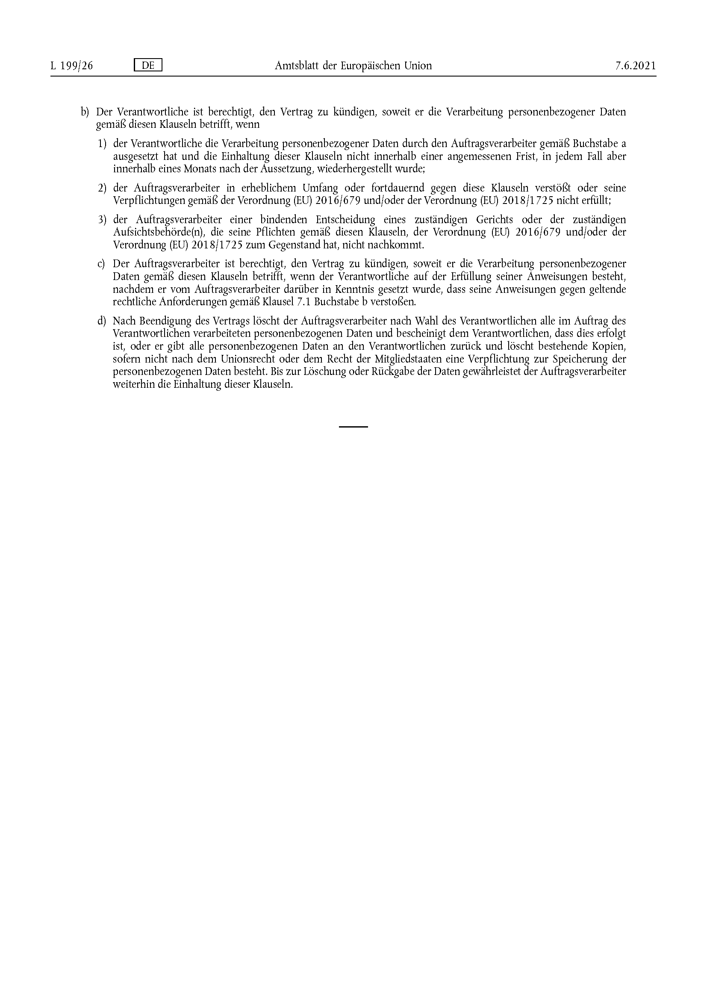 L 199/26 DE Amtsblatt der Europäischen Union 7.6.2021
b) Der Verantwortliche ist berechtigt, den Vertrag zu kündigen, soweit er die Verarbeitung personenbezogener Daten
gemäß diesen Klauseln betrifft, wenn
1) der Verantwortliche die Verarbeitung personenbezogener Daten durch den Auftragsverarbeiter gemäß Buchstabe a
ausgesetzt hat und die Einhaltung dieser Klauseln nicht innerhalb einer angemessenen Frist, in jedem Fall aber
innerhalb eines Monats nach der Aussetzung, wiederhergestellt wurde;
2) der Auftragsverarbeiter in erheblichem Umfang oder fortdauernd gegen diese Klauseln verstößt oder seine
Verpflichtungen gemäß der Verordnung (EU) 2016/679 und/oder der Verordnung (EU) 2018/1725 nicht erfüllt;
3) der Auftragsverarbeiter einer bindenden Entscheidung eines zuständigen Gerichts oder der zuständigen
Aufsichtsbehörde(n), die seine Pflichten gemäß diesen Klauseln, der Verordnung (EU) 2016/679 und/oder der
Verordnung (EU) 2018/1725 zum Gegenstand hat, nicht nachkommt.
c) Der Auftragsverarbeiter ist berechtigt, den Vertrag zu kündigen, soweit er die Verarbeitung personenbezogener
Daten gemäß diesen Klauseln betrifft, wenn der Verantwortliche auf der Erfüllung seiner Anweisungen besteht,
nachdem er vom Auftragsverarbeiter darüber in Kenntnis gesetzt wurde, dass seine Anweisungen gegen geltende
rechtliche Anforderungen gemäß Klausel 7.1 Buchstabe b verstoßen.
d) Nach Beendigung des Vertrags löscht der Auftragsverarbeiter nach Wahl des Verantwortlichen alle im Auftrag des
Verantwortlichen verarbeiteten personenbezogenen Daten und bescheinigt dem Verantwortlichen, dass dies erfolgt
ist, oder er gibt alle personenbezogenen Daten an den Verantwortlichen zurück und löscht bestehende Kopien,
sofern nicht nach dem Unionsrecht oder dem Recht der Mitgliedstaaten eine Verpflichtung zur Speicherung der
personenbezogenen Daten besteht. Bis zur Löschung oder Rückgabe der Daten gewährleistet der Auftragsverarbeiter
weiterhin die Einhaltung dieser Klauseln.